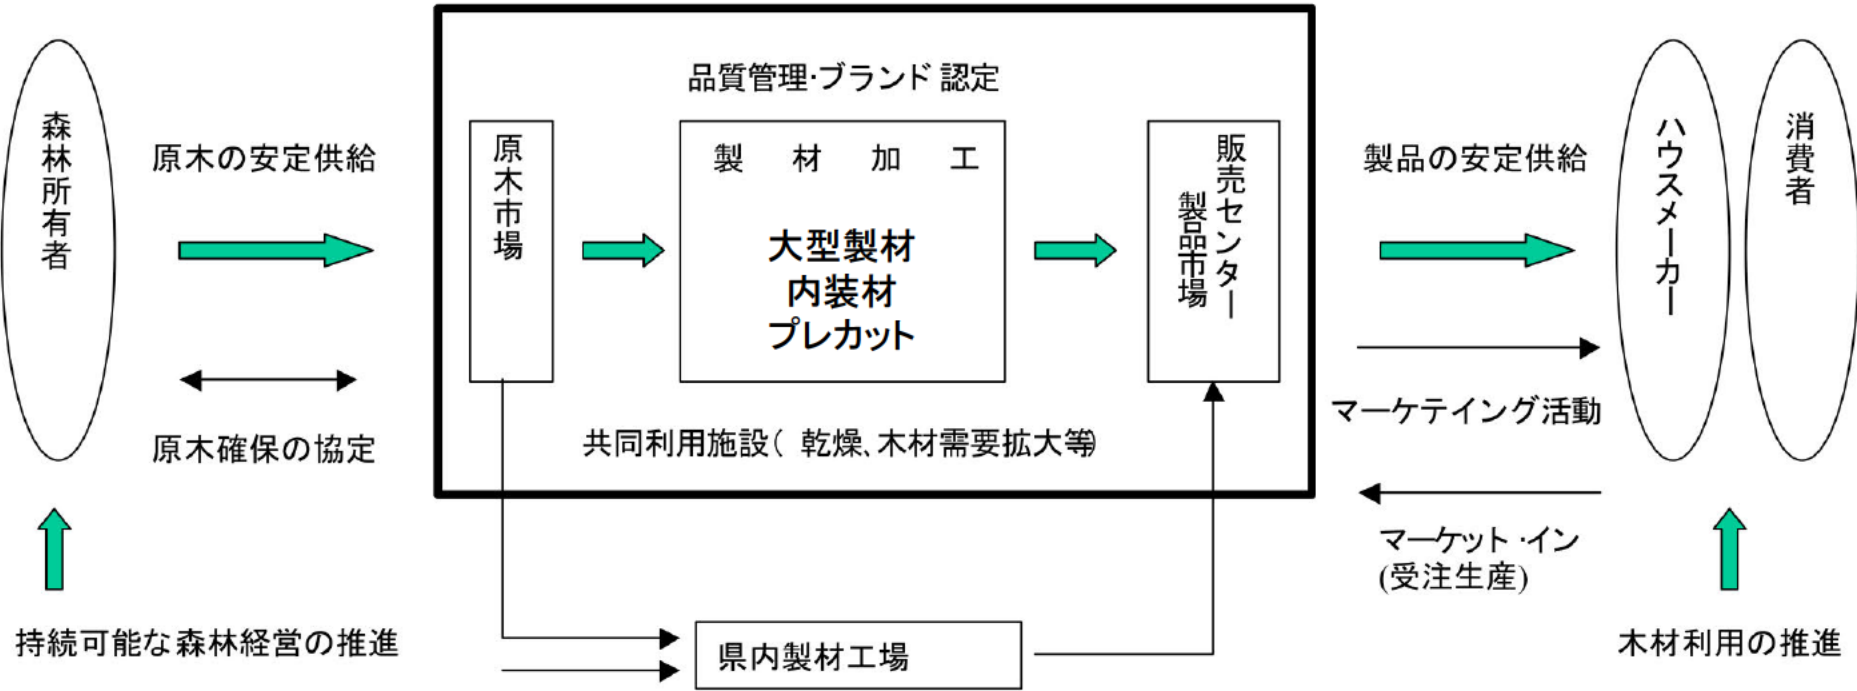 森林所有者
原木の安定供給
原木確保の協定
持続可能な森林経営の推進
品質管理・ブランド 認定
原木市場
製材加工
大型製材
内装材
プレカット
販売センター
製品市場
共同利用施設( 乾燥、木材需要拡大等)
県内製材工場
製品の安定供給
マーケテイング活動
マーケット・イン
(受注生産)
ハウスメーカー
消費者
木材利用の推進